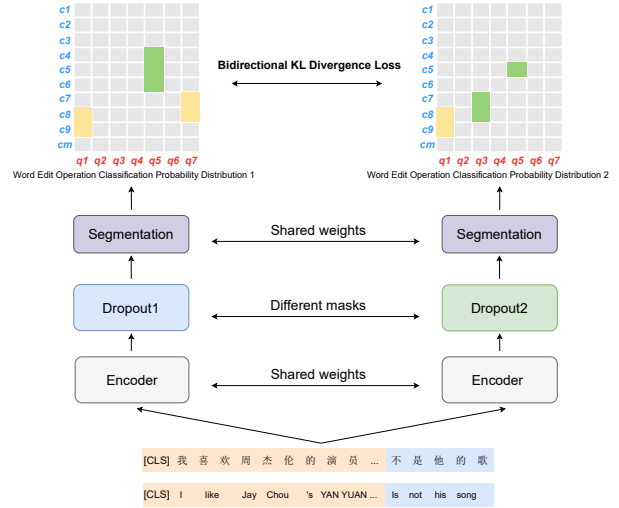 c1 c1
c2 c2
c3 c3
c4 c4
c5 c5
c6 c6
c7 c7
c8 c8
c9 c9
cm cm
Bidirectional KL Divergence Loss
q1 q2 q3 q4 q5 q6 q7 q1 q2 q3 q4 q5 q6 q7
Word Edit Operation Classification Probability Distribution 1 Word Edit Operation Classification Probability Distribution 2
Segmentation Shared weights Segmentation
Dropout1 Different masks Dropout2
Encoder Shared weights Encoder
[CLS] 我 喜 欢 周 杰 伦 的 演 员 ... 不 是 他 的 歌
[CLS] I like Jay Chou 's YAN YUAN ... Is not his song